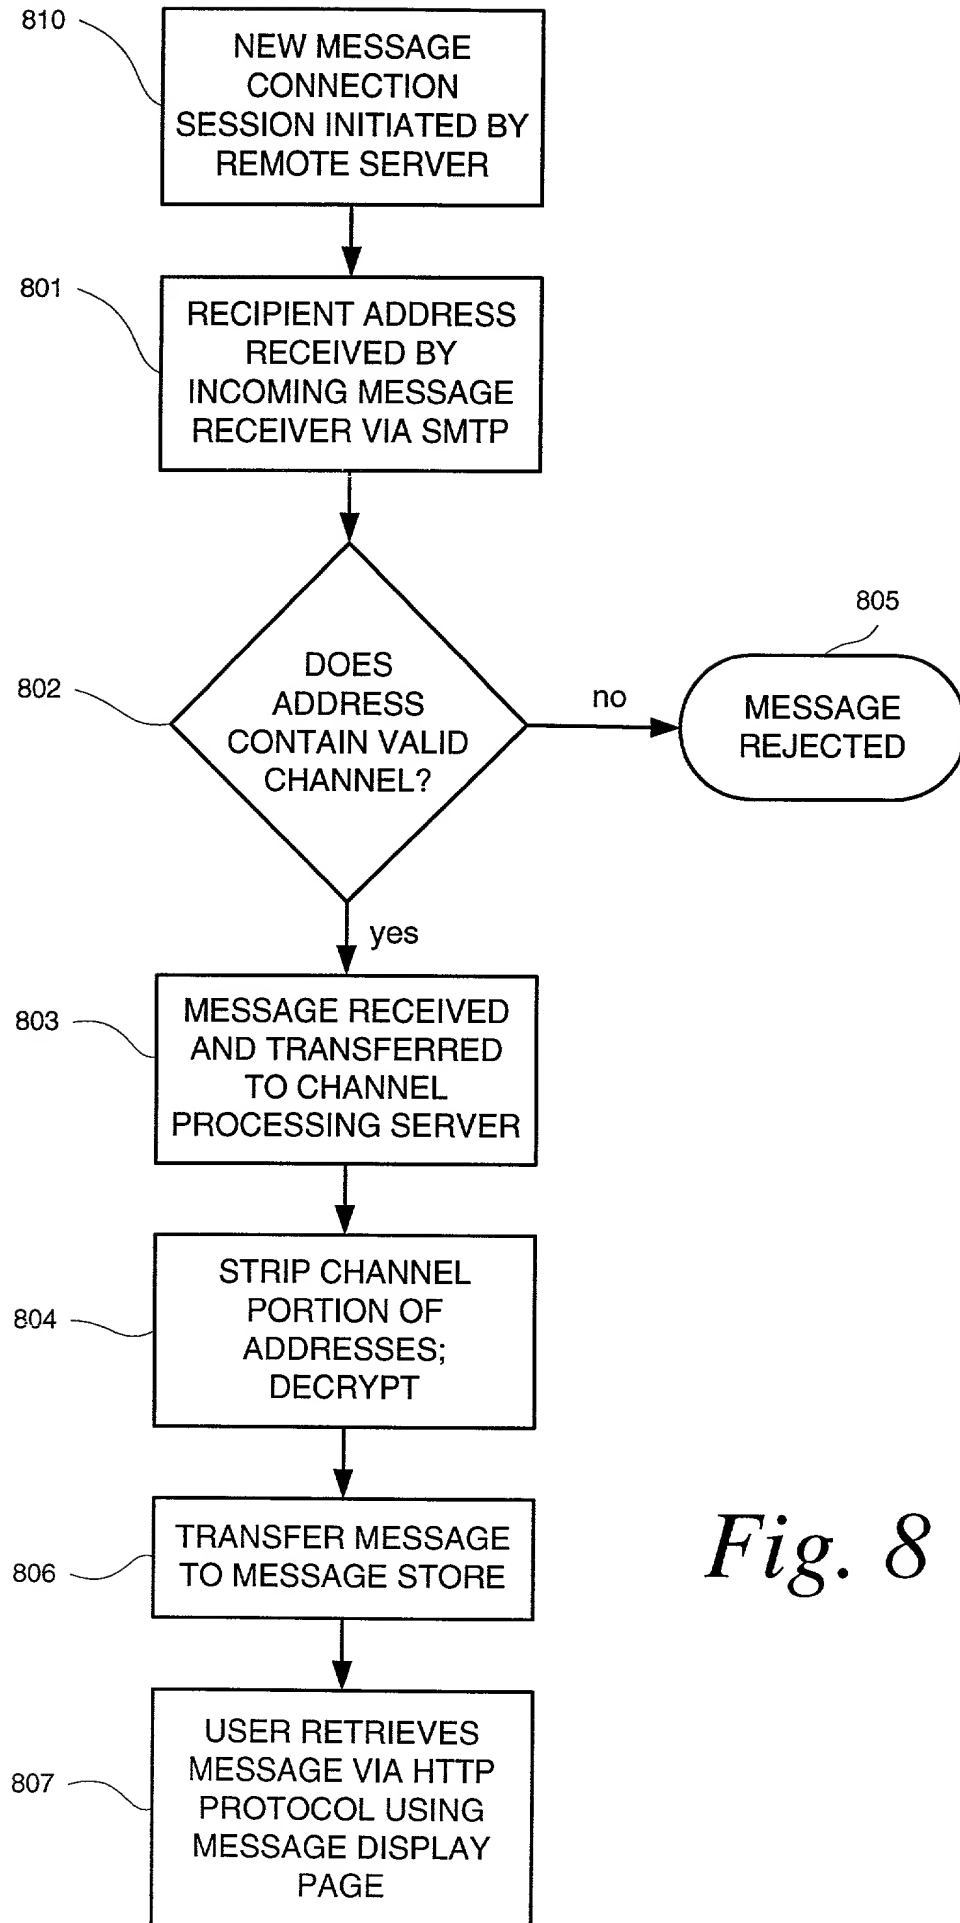 810
NEW MESSAGE
CONNECTION
SESSION INITIATED BY
REMOTE SERVER
801
RECIPIENT ADDRESS
RECEIVED BY
INCOMING MESSAGE
RECEIVER VIA SMTP
802
DOES
ADDRESS
CONTAIN VALID
CHANNEL?
no
805
MESSAGE
REJECTED
yes
803
MESSAGE RECEIVED
AND TRANSFERRED
TO CHANNEL
PROCESSING SERVER
804
STRIP CHANNEL
PORTION OF
ADDRESSES;
DECRYPT
806
TRANSFER MESSAGE
TO MESSAGE STORE
Fig. 8
807
USER RETRIEVES
MESSAGE VIA HTTP
PROTOCOL USING
MESSAGE DISPLAY
PAGE